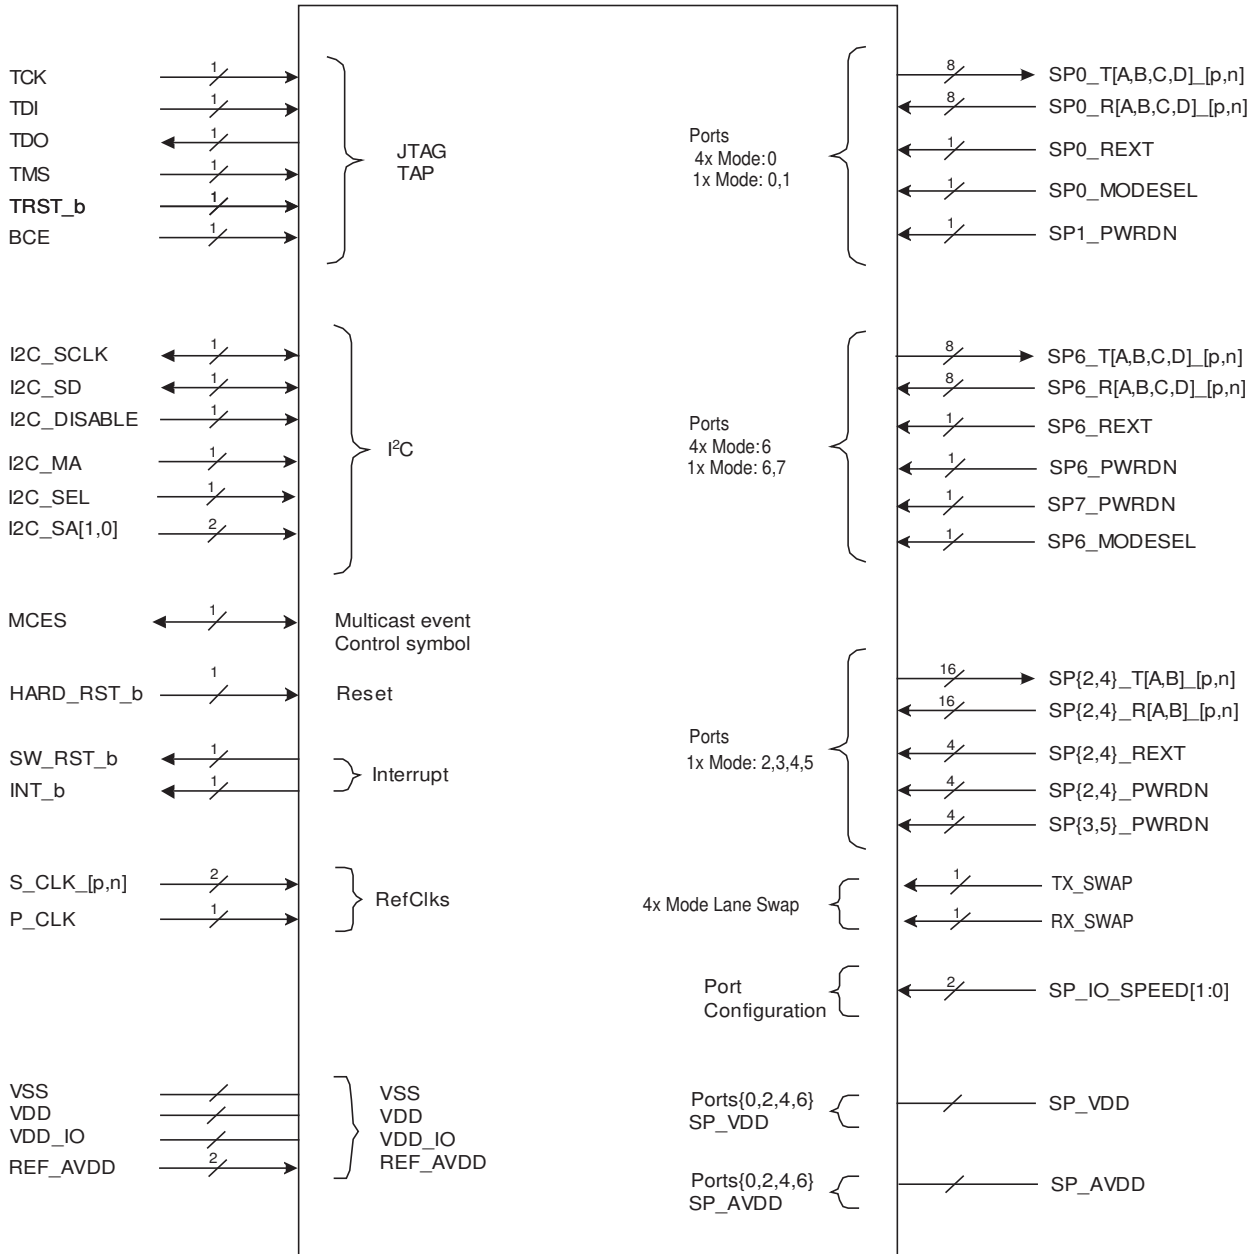 TCK
1
TDI
1
TDO
1
TMS
1
TRST_b
1
BCE
1
JTAG
TAP
I2C_SCLK
1
I2C_SD
1
I2C_DISABLE
1
I2C_MA
1
I2C_SEL
1
I2C_SA[1,0]
2
I²C
MCES
1
Multicast event
Control symbol
HARD_RST_b
1
Reset
SW_RST_b
1
INT_b
1
Interrupt
S_CLK_[p,n]
2
P_CLK
1
RefClks
VSS
VDD
VDD_IO
REF_AVDD
2
VSS
VDD
VDD_IO
REF_AVDD
Ports
4x Mode: 0
1x Mode: 0,1
8
SP0_T[A,B,C,D]_[p,n]
8
SP0_R[A,B,C,D]_[p,n]
1
SP0_REXT
1
SP0_MODESEL
1
SP1_PWRDN
Ports
4x Mode: 6
1x Mode: 6,7
8
SP6_T[A,B,C,D]_[p,n]
8
SP6_R[A,B,C,D]_[p,n]
1
SP6_REXT
1
SP6_PWRDN
1
SP7_PWRDN
1
SP6_MODESEL
Ports
1x Mode: 2,3,4,5
16
SP{2,4}_T[A,B]_[p,n]
16
SP{2,4}_R[A,B]_[p,n]
4
SP{2,4}_REXT
4
SP{2,4}_PWRDN
4
SP{3,5}_PWRDN
4x Mode Lane Swap
1
TX_SWAP
1
RX_SWAP
Port
Configuration
2
SP_IO_SPEED[1:0]
Ports{0,2,4,6}
SP_VDD
SP_VDD
Ports{0,2,4,6}
SP_AVDD
SP_AVDD